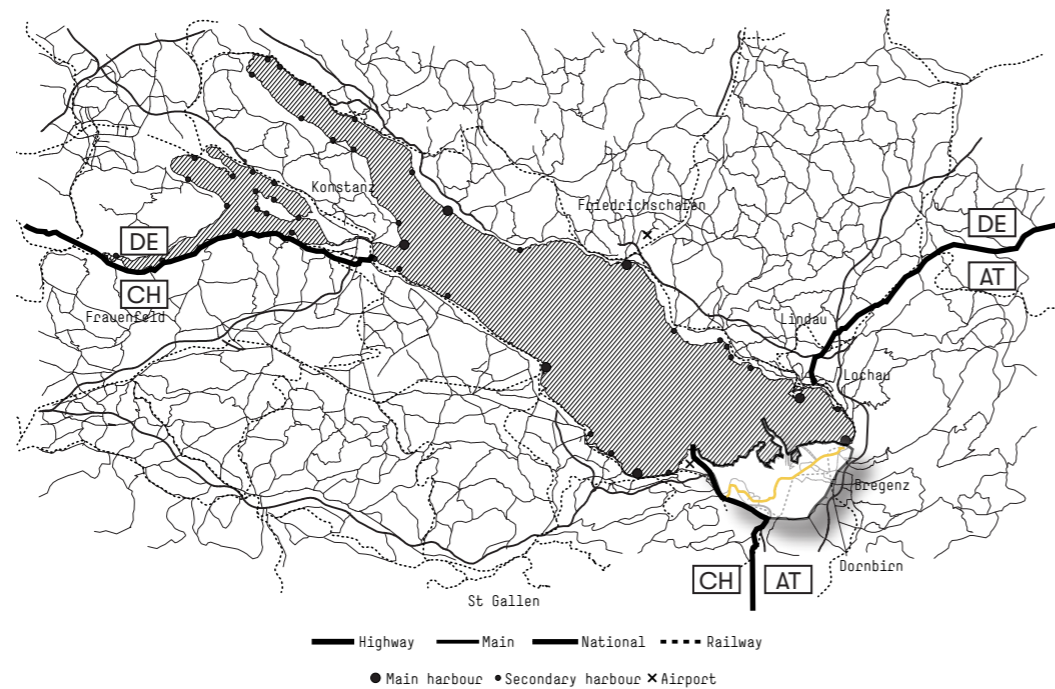 Konstanz
Friedrichschafen
DE
CH
DE
AT
Frauenfeld
Lindau
Lochau
Bregenz
CH
AT
Dornbirn
St Gallen
Highway Main National Railway
Main harbour Secondary harbour Airport